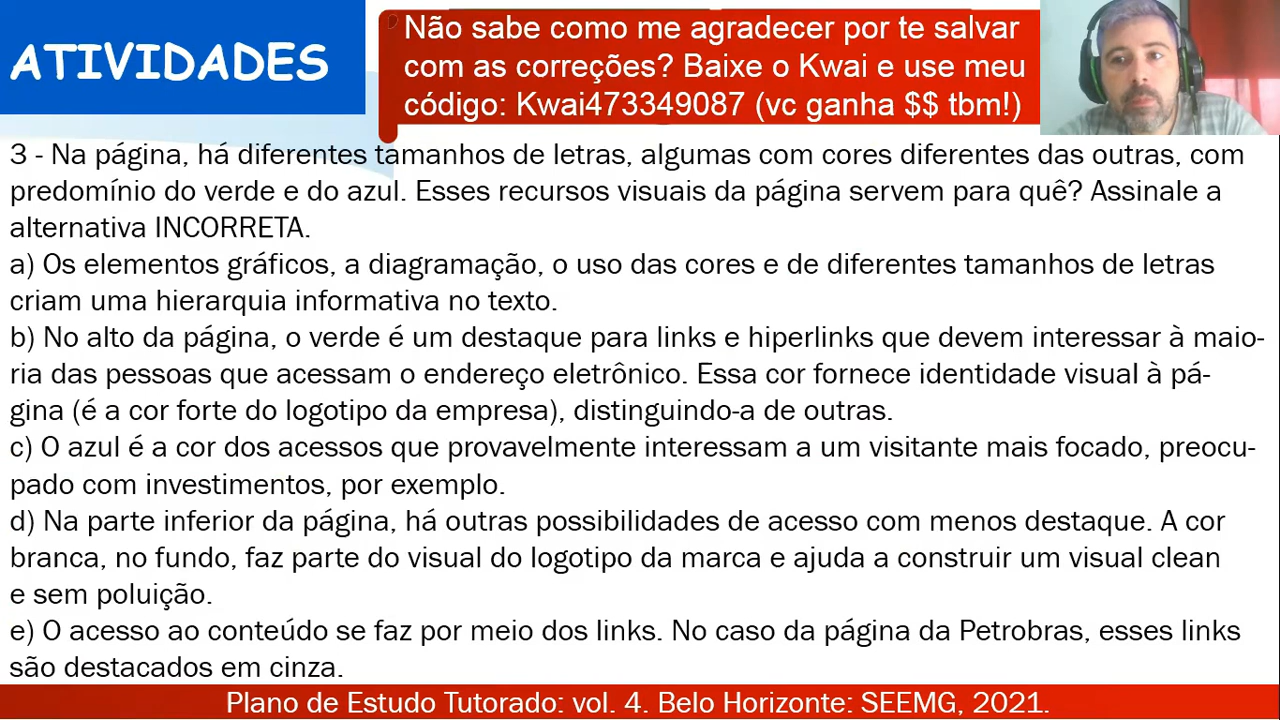 ATIVIDADES
Não sabe como me agradecer por te salvar
com as correções? Baixe o Kwai e use meu
código: Kwai473349087 (vc ganha $$ tbm!)
3 - Na página, há diferentes tamanhos de letras, algumas com cores diferentes das outras, com
predomínio do verde e do azul. Esses recursos visuais da página servem para quê? Assinale a
alternativa INCORRETA.
a) Os elementos gráficos, a diagramação, o uso das cores e de diferentes tamanhos de letras
criam uma hierarquia informativa no texto.
b) No alto da página, o verde é um destaque para links e hiperlinks que devem interessar à maio-
ria das pessoas que acessam o endereço eletrônico. Essa cor fornece identidade visual à pá-
gina (é a cor forte do logotipo da empresa), distinguindo-a de outras.
c) O azul é a cor dos acessos que provavelmente interessam a um visitante mais focado, preocu-
pado com investimentos, por exemplo.
d) Na parte inferior da página, há outras possibilidades de acesso com menos destaque. A cor
branca, no fundo, faz parte do visual do logotipo da marca e ajuda a construir um visual clean
e sem poluição.
e) O acesso ao conteúdo se faz por meio dos links. No caso da página da Petrobras, esses links
são destacados em cinza.
Plano de Estudo Tutorado: vol. 4. Belo Horizonte: SEEMG, 2021.